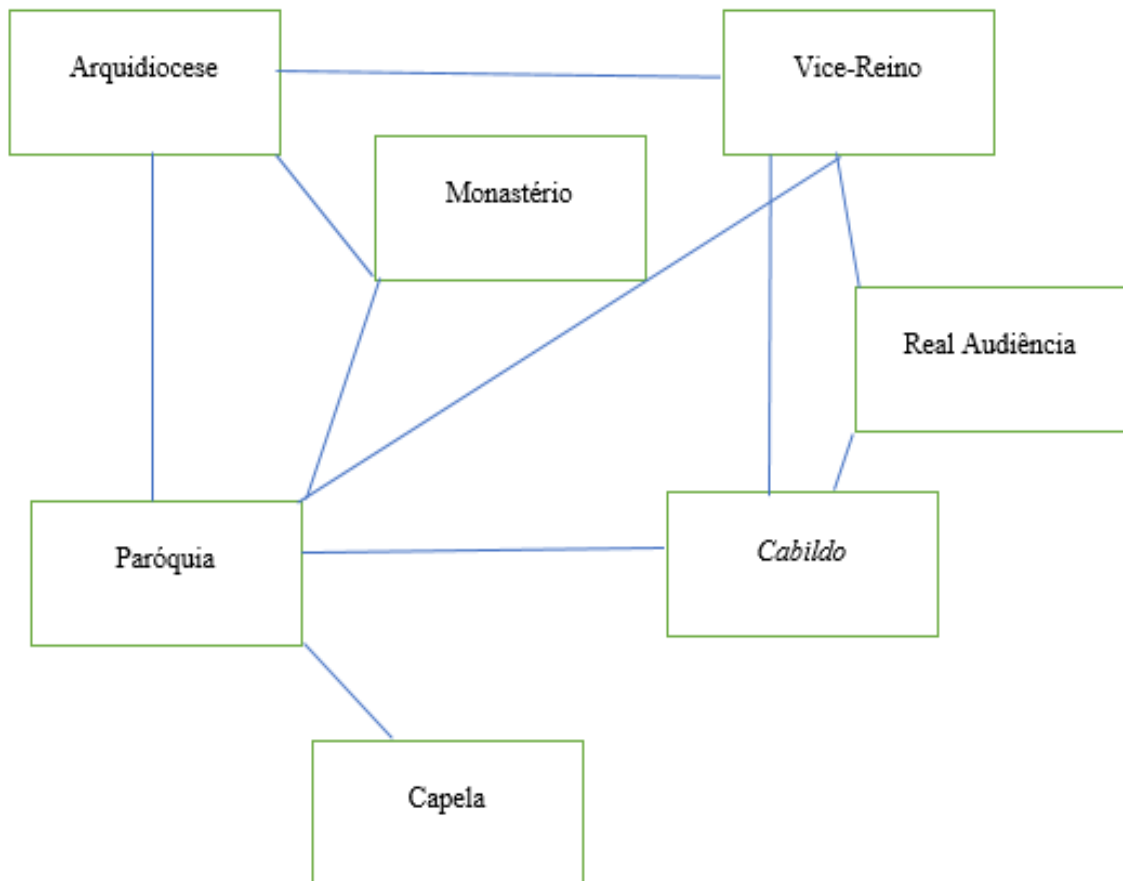 Arquidiocese
Vice-Reino
Monastério
Real Audiência
Paróquia
Cabildo
Capela